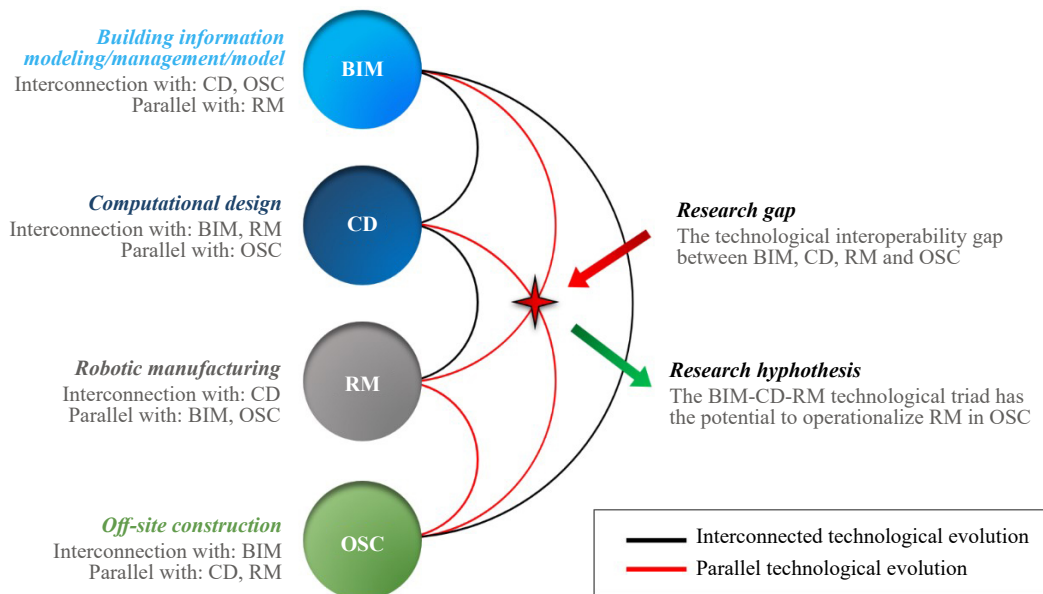 Building information
modeling/management/model
Interconnection with: CD, OSC
Parallel with: RM
BIM
Computational design
Interconnection with: BIM, RM
Parallel with: OSC
CD
Research gap
The technological interoperability gap
between BIM, CD, RM and OSC
Robotic manufacturing
Interconnection with: CD
Parallel with: BIM, OSC
RM
Research hyphothesis
The BIM-CD-RM technological triad has
the potential to operationalize RM in OSC
Off-site construction
Interconnection with: BIM
Parallel with: CD, RM
OSC
Interconnected technological evolution
Parallel technological evolution